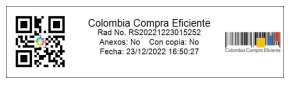 Colombia Compra Eficiente
Rad No. RS20221223015252
Anexos: No Con copia: No
Fecha: 23/12/2022 16:50:27
Colombia Compra Eficiente